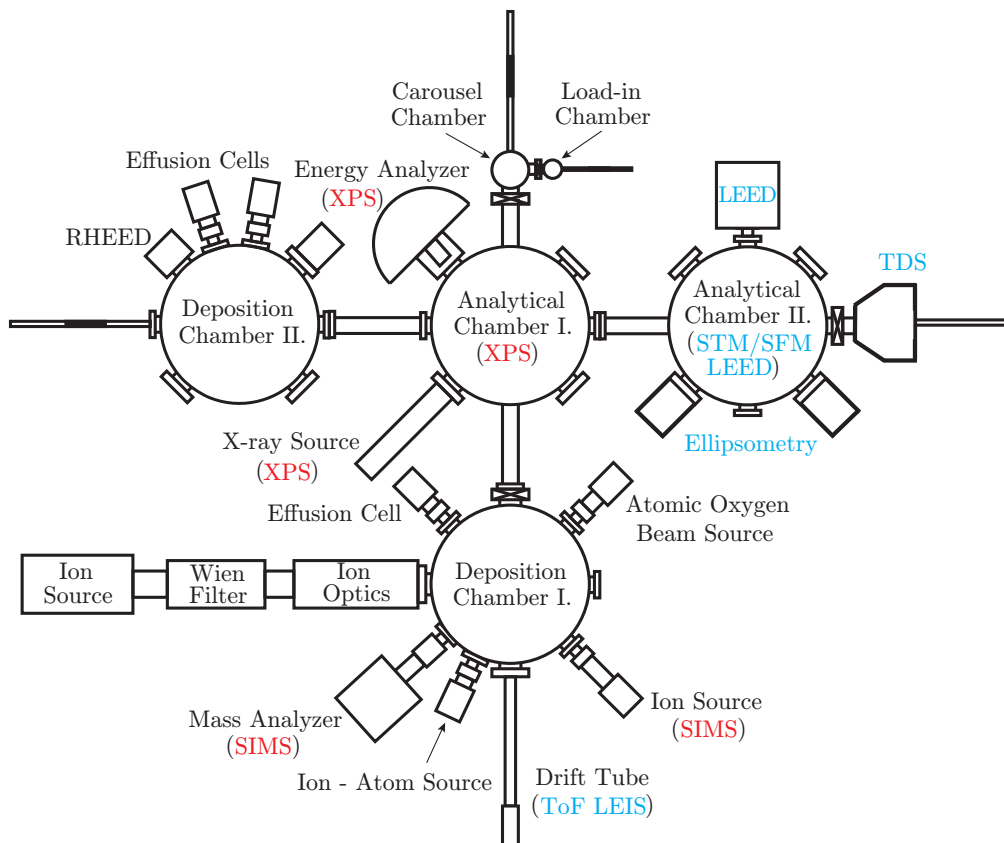 Carousel
Chamber
Load-in
Chamber
Effusion Cells
Energy Analyzer
(XPS)
LEED
RHEED
TDS
Deposition
Chamber II.
Analytical
Chamber I.
(XPS)
Analytical
Chamber II.
(STM/SFM
LEED)
X-ray Source
(XPS)
Ellipsometry
Effusion Cell
Atomic Oxygen
Beam Source
Ion
Source
Wien
Filter
Ion
Optics
Deposition
Chamber I.
Mass Analyzer
(SIMS)
Ion Source
(SIMS)
Ion - Atom Source
Drift Tube
(ToF LEIS)